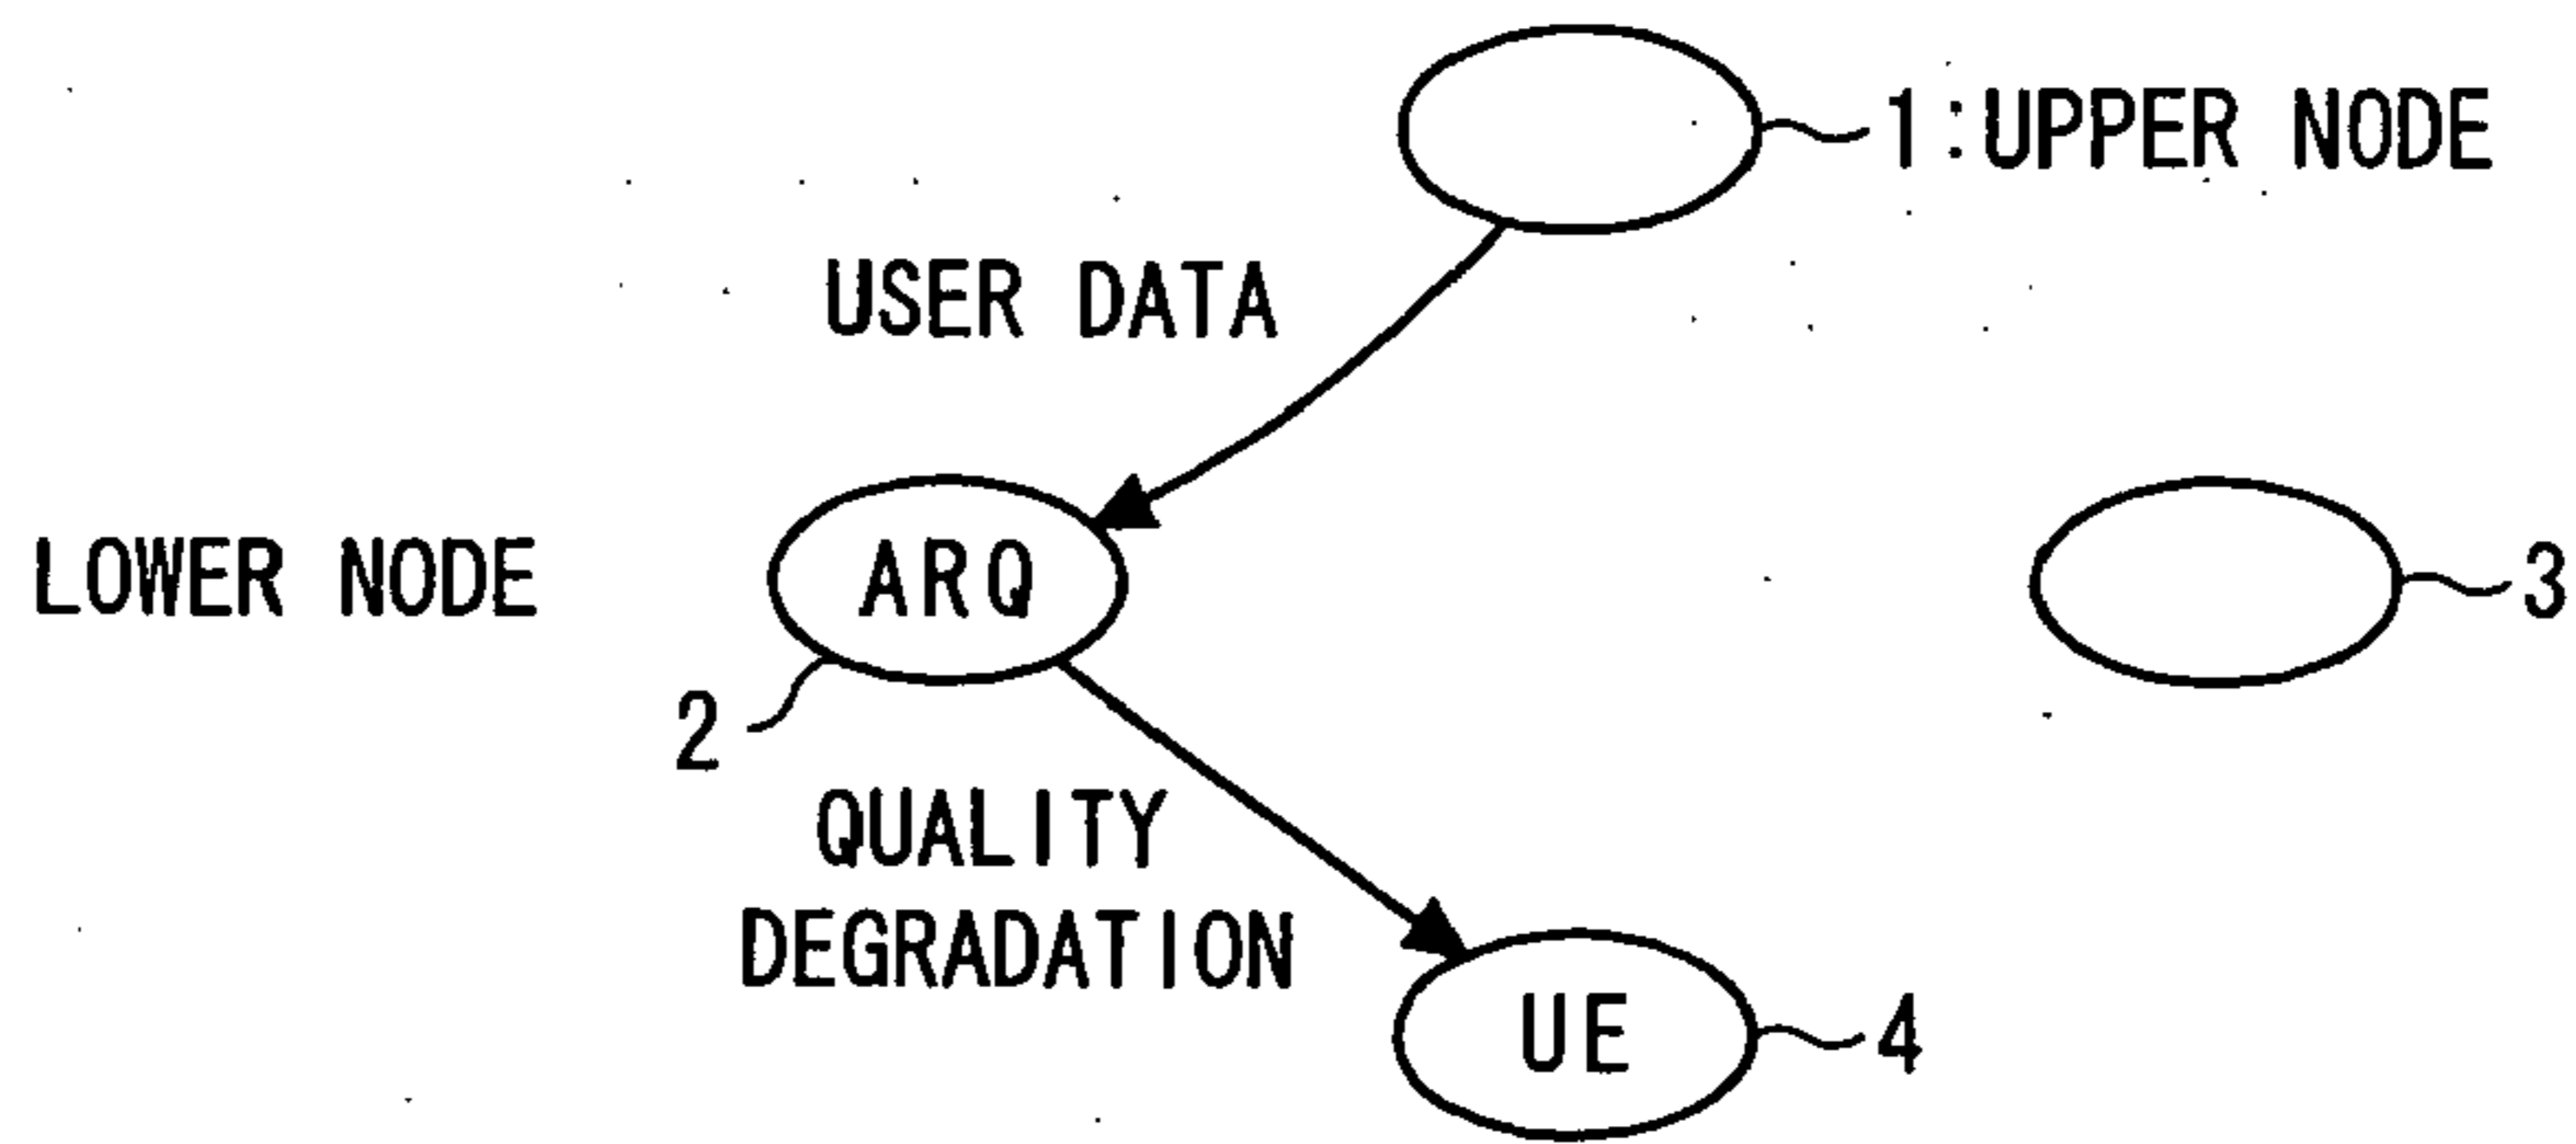 1:UPPER NODE
USER DATA
LOWER NODE
ARQ
3
2
QUALITY
DEGRADATION
UE
4